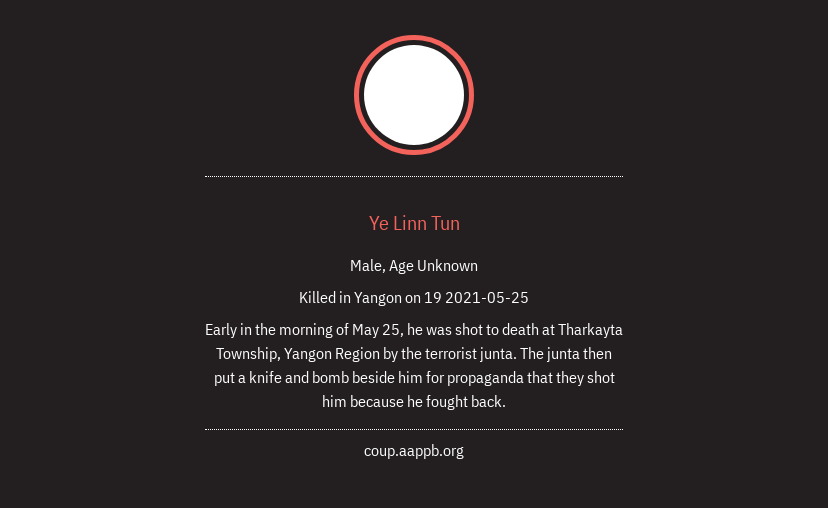 Ye Linn Tun
Male, Age Unknown
Killed in Yangon on 19 2021-05-25
Early in the morning of May 25, he was shot to death at Tharkayta
Township, Yangon Region by the terrorist junta. The junta then
put a knife and bomb beside him for propaganda that they shot
him because he fought back.
coup.aappb.org